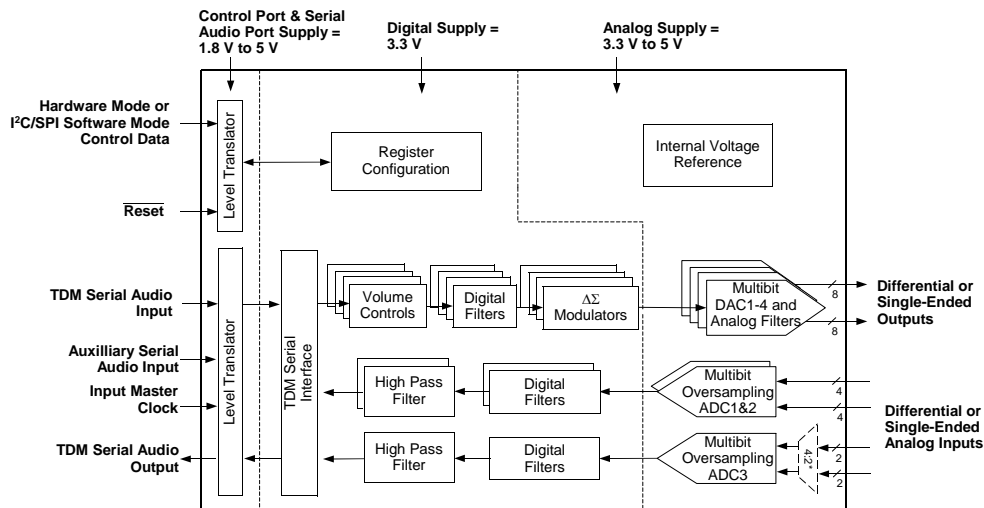 Control Port & Serial
Audio Port Supply =
1.8 V to 5 V
Digital Supply =
3.3 V
Analog Supply =
3.3 V to 5 V
Hardware Mode or
I²C/SPI Software Mode
Control Data
Reset
Level Translator
Register
Configuration
Internal Voltage
Reference
TDM Serial Audio
Input
Auxilliary Serial
Audio Input
Input Master
Clock
TDM Serial Audio
Output
Level Translator
TDM Serial
Interface
Volume
Controls
Digital
Filters
ΔΣ
Modulators
Multibit
DAC1-4 and
Analog Filters
8
8
Differential or
Single-Ended
Outputs
High Pass
Filter
Digital
Filters
Multibit
Oversampling
ADC1&2
4
4
High Pass
Filter
Digital
Filters
Multibit
Oversampling
ADC3
4:2*
2
2
Differential or
Single-Ended
Analog Inputs